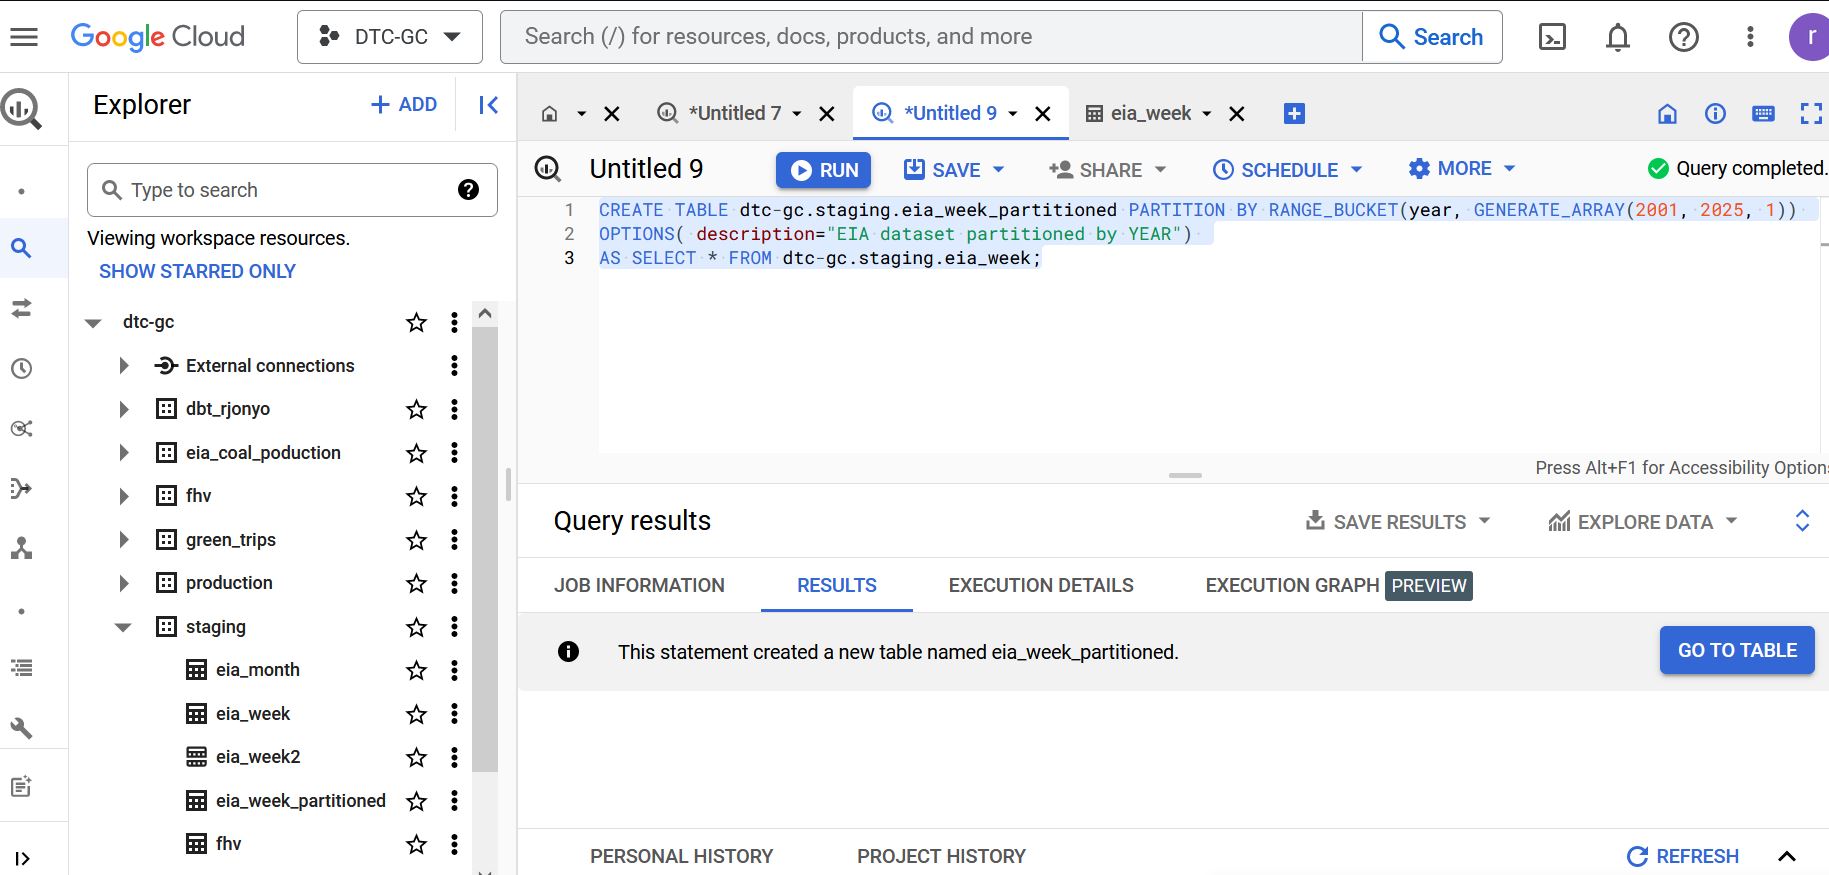 Google Cloud
DTC-GC
Search (/) for resources, docs, products, and more
Search
r
Explorer
+ ADD
*Untitled 7
*Untitled 9
eia_week
Untitled 9
RUN
SAVE
SHARE
SCHEDULE
MORE
Query completed.
Type to search
Viewing workspace resources.
SHOW STARRED ONLY
dtc-gc
External connections
dbt_rjonyo
eia_coal_poduction
fhv
green_trips
production
staging
eia_month
eia_week
eia_week2
eia_week_partitioned
fhv
1 CREATE TABLE dtc-gc.staging.eia_week_partitioned PARTITION BY RANGE_BUCKET(year, GENERATE_ARRAY(2001, 2025, 1))
2 OPTIONS( description="EIA dataset partitioned by YEAR")
3 AS SELECT * FROM dtc-gc.staging.eia_week;
Press Alt+F1 for Accessibility Options
Query results
SAVE RESULTS
EXPLORE DATA
JOB INFORMATION
RESULTS
EXECUTION DETAILS
EXECUTION GRAPH PREVIEW
This statement created a new table named eia_week_partitioned.
GO TO TABLE
PERSONAL HISTORY
PROJECT HISTORY
REFRESH